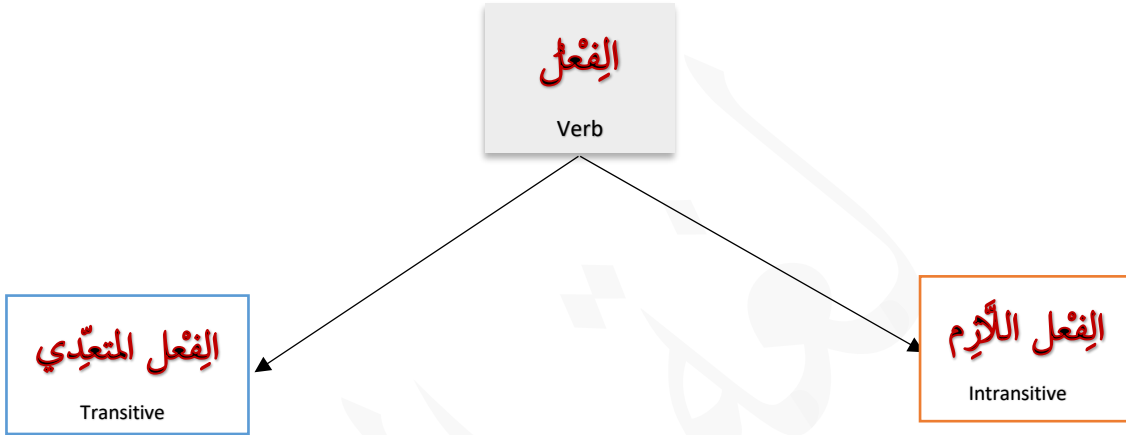 الفِعْلُ
Verb
الفِعْل اللَّازِم
Intransitive
الفِعْل المتعدِّي
Transitive